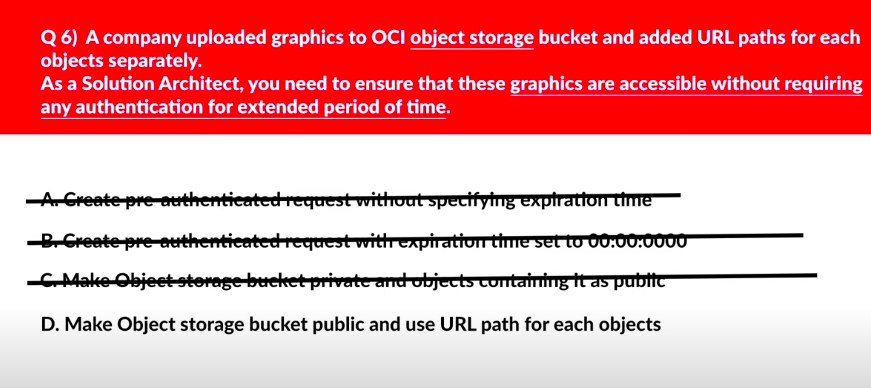 Q 6) A company uploaded graphics to OCI object storage bucket and added URL paths for each
objects separately.
As a Solution Architect, you need to ensure that these graphics are accessible without requiring
any authentication for extended period of time.
A. Create pre-authenticated request without specifying expiration time
B. Create pre-authenticated request with expiration time set to 00:00:0000
C. Make Object storage bucket private and objects containing it as public
D. Make Object storage bucket public and use URL path for each objects